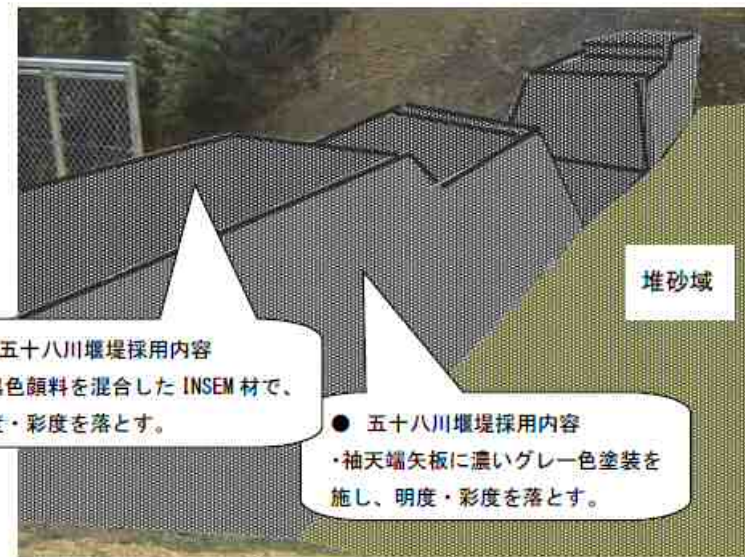 堆砂域
五十八川堰堤採用内容
色顔料を混合した INSEM 材で、
・彩度を落とす。
● 五十八川堰堤採用内容
・袖天端矢板に濃いグレー色塗装を
施し、明度・彩度を落とす。